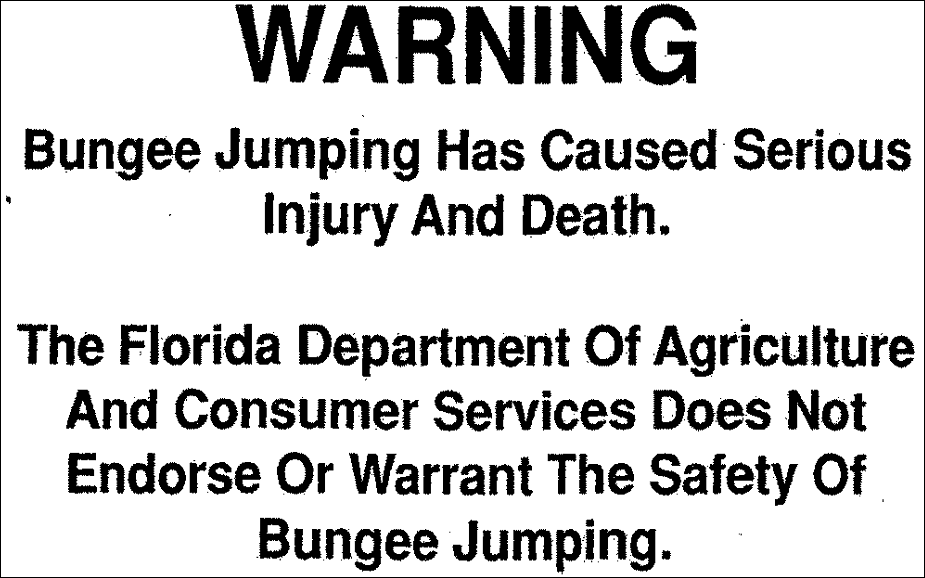 WARNING
Bungee Jumping Has Caused Serious
Injury And Death.
The Florida Department Of Agriculture
And Consumer Services Does Not
Endorse Or Warrant The Safety Of
Bungee Jumping.